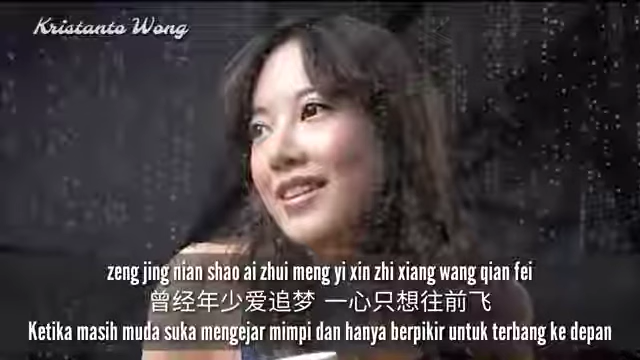 Kristanto Wong
zeng jing nian shao ai zhui meng yi xin zhi xiang wang qian fei
曾经年少爱追梦 一心只想往前飞
Ketika masih muda suka mengejar mimpi dan hanya berpikir untuk terbang ke depan